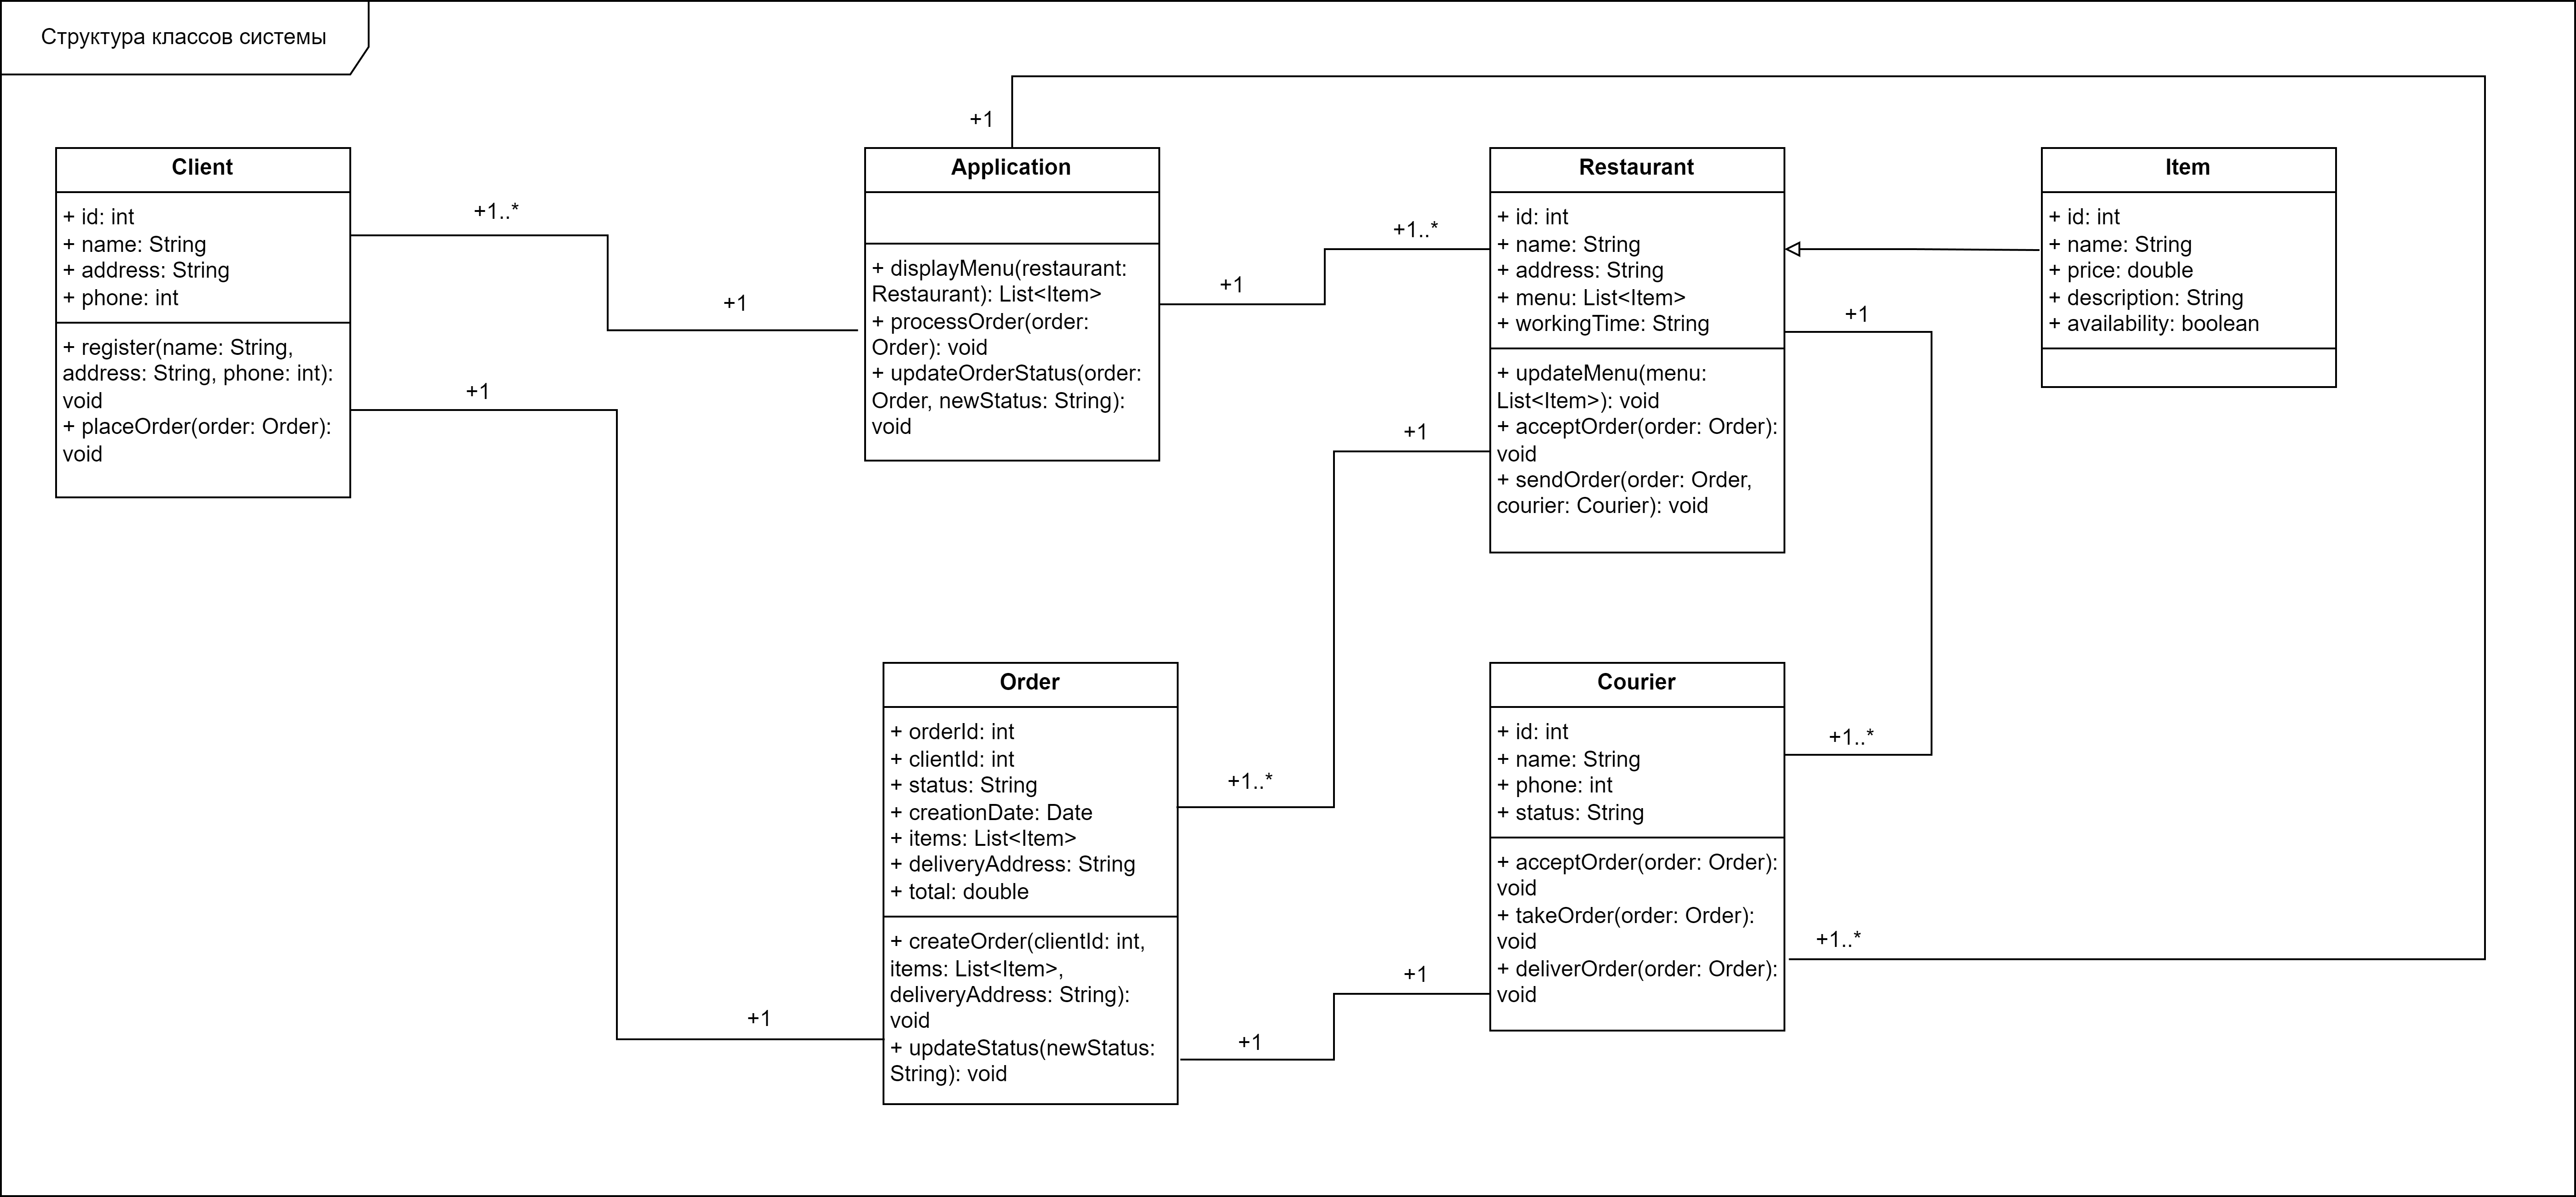 Структура классов системы
Client
+ id: int
+ name: String
+ address: String
+ phone: int
+ register(name: String,
address: String, phone: int):
void
+ placeOrder(order: Order):
void
+1..*
+1
+1
+1
+1
Application
+ displayMenu(restaurant:
Restaurant): List<Item>
+ processOrder(order:
Order): void
+ updateOrderStatus(order:
Order, newStatus: String):
void
+1
+1..*
Restaurant
+ id: int
+ name: String
+ address: String
+ menu: List<Item>
+ workingTime: String
+ updateMenu(menu:
List<Item>): void
+ acceptOrder(order: Order):
void
+ sendOrder(order: Order,
courier: Courier): void
+1
+1
Item
+ id: int
+ name: String
+ price: double
+ description: String
+ availability: boolean
Order
+ orderId: int
+ clientId: int
+ status: String
+ creationDate: Date
+ items: List<Item>
+ deliveryAddress: String
+ total: double
+ createOrder(clientId: int,
items: List<Item>,
deliveryAddress: String):
void
+ updateStatus(newStatus:
String): void
+1..*
+1
+1
Courier
+ id: int
+ name: String
+ phone: int
+ status: String
+ acceptOrder(order: Order):
void
+ takeOrder(order: Order):
void
+ deliverOrder(order: Order):
void
+1..*
+1..*